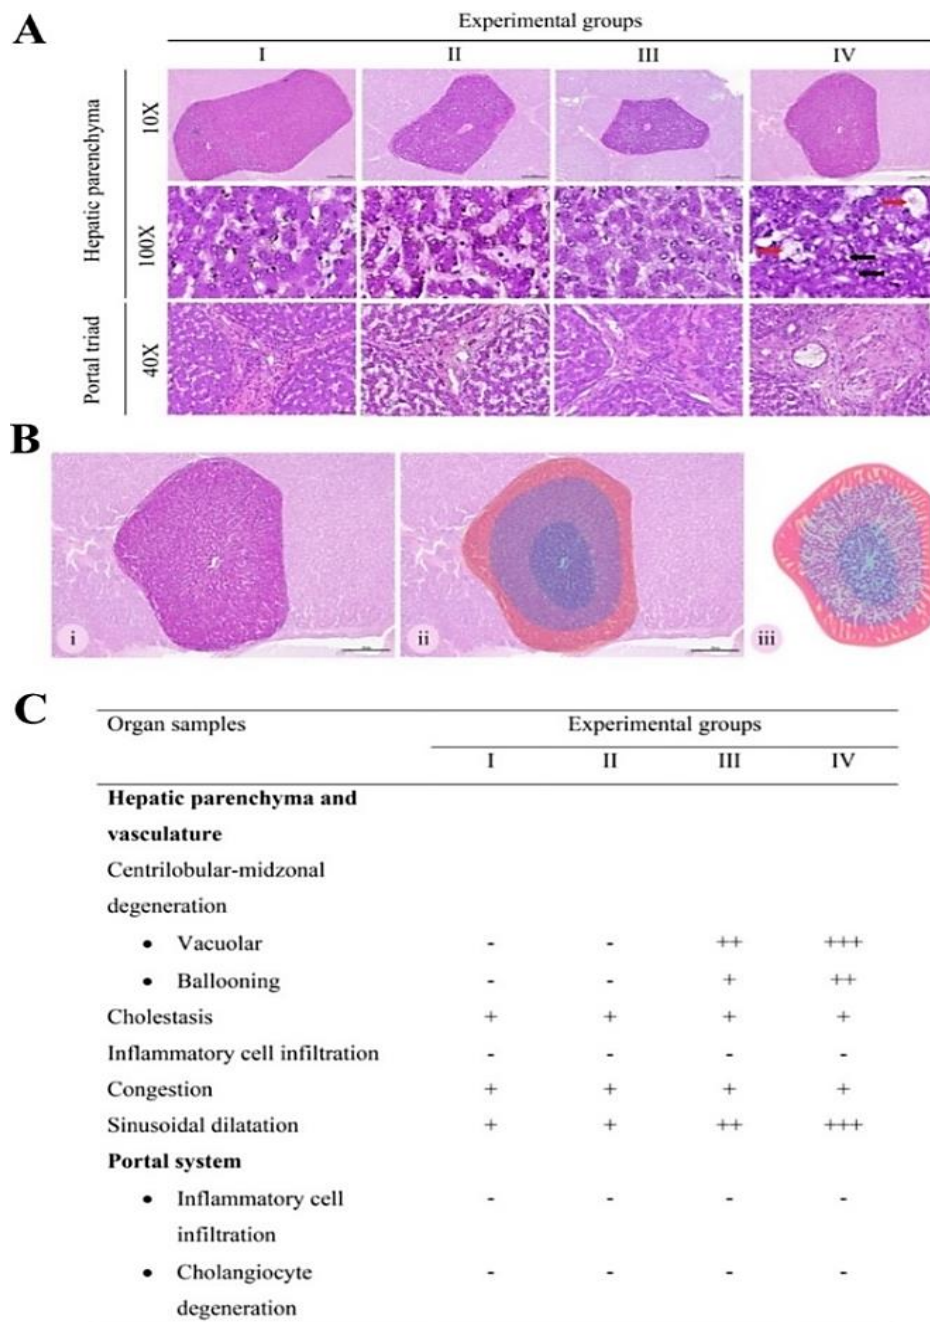 A
Experimental groups
I II III IV
Hepatic parenchyma
10X
100X
Portal triad
40X
B
i ii iii
C
Organ samples Experimental groups
I II III IV
Hepatic parenchyma and
vasculature
Centrilobular-midzonal
degeneration
• Vacuolar - - ++ +++
• Ballooning - - + ++
Cholestasis + + + +
Inflammatory cell infiltration - - - -
Congestion + + + +
Sinusoidal dilatation + + ++ +++
Portal system
• Inflammatory cell - - - -
infiltration
• Cholangiocyte - - - -
degeneration